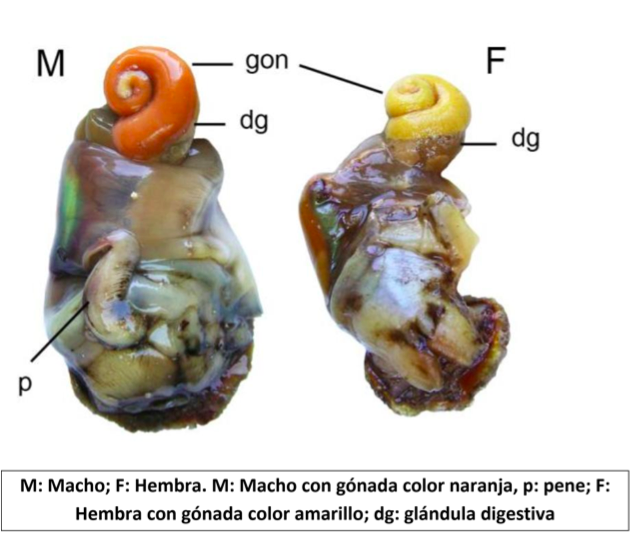 M
gon
F
dg
dg
p
M: Macho; F: Hembra. M: Macho con gónada color naranja, p: pene; F:
Hembra con gónada color amarillo; dg: glándula digestiva